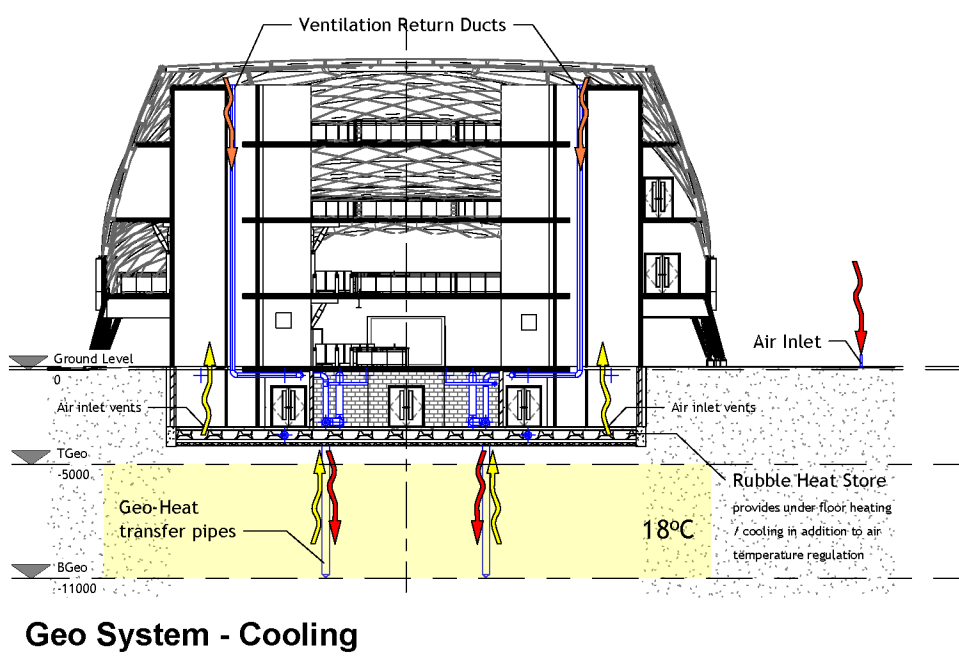 Ventilation Return Ducts
Air Inlet
Ground Level
0
Air inlet vents
Air inlet vents
TGeo
-5000
Rubble Heat Store
provides under floor heating
/ cooling in addition to air
temperature regulation
Geo-Heat
transfer pipes
18ºC
BGeo
-11000
Geo System - Cooling